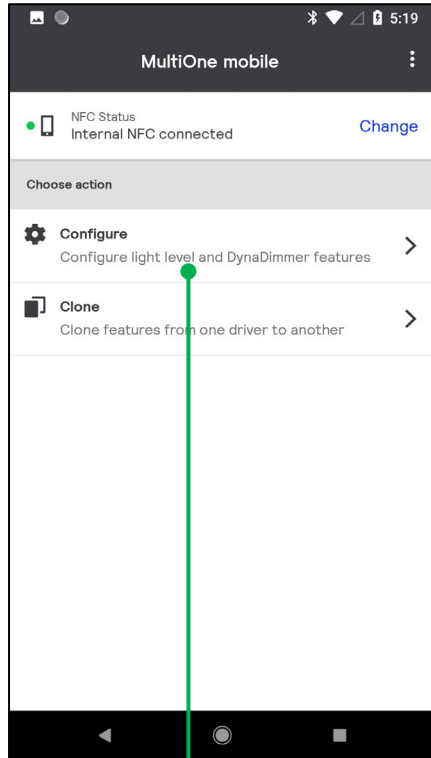 5:19
MultiOne mobile
NFC Status
Internal NFC connected
Change
Choose action
Configure
Configure light level and DynaDimmer features
Clone
Clone features from one driver to another